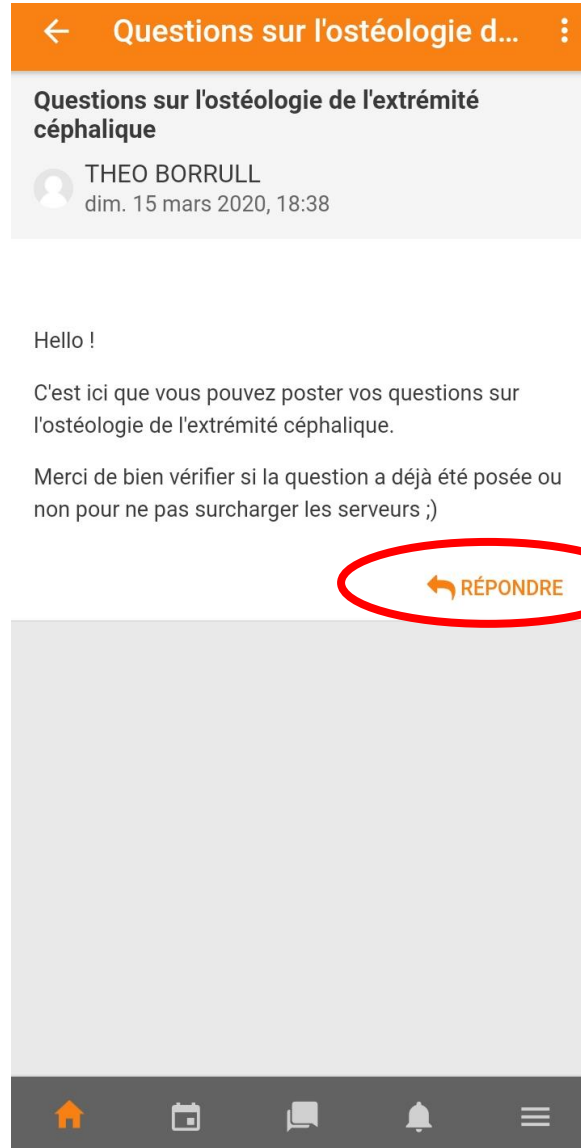 Questions sur l'ostéologie d...
Questions sur l'ostéologie de l'extrémité
céphalique
THEO BORRULL
dim. 15 mars 2020, 18:38
Hello !
C'est ici que vous pouvez poster vos questions sur
l'ostéologie de l'extrémité céphalique.
Merci de bien vérifier si la question a déjà été posée ou
non pour ne pas surcharger les serveurs ;)
RÉPONDRE